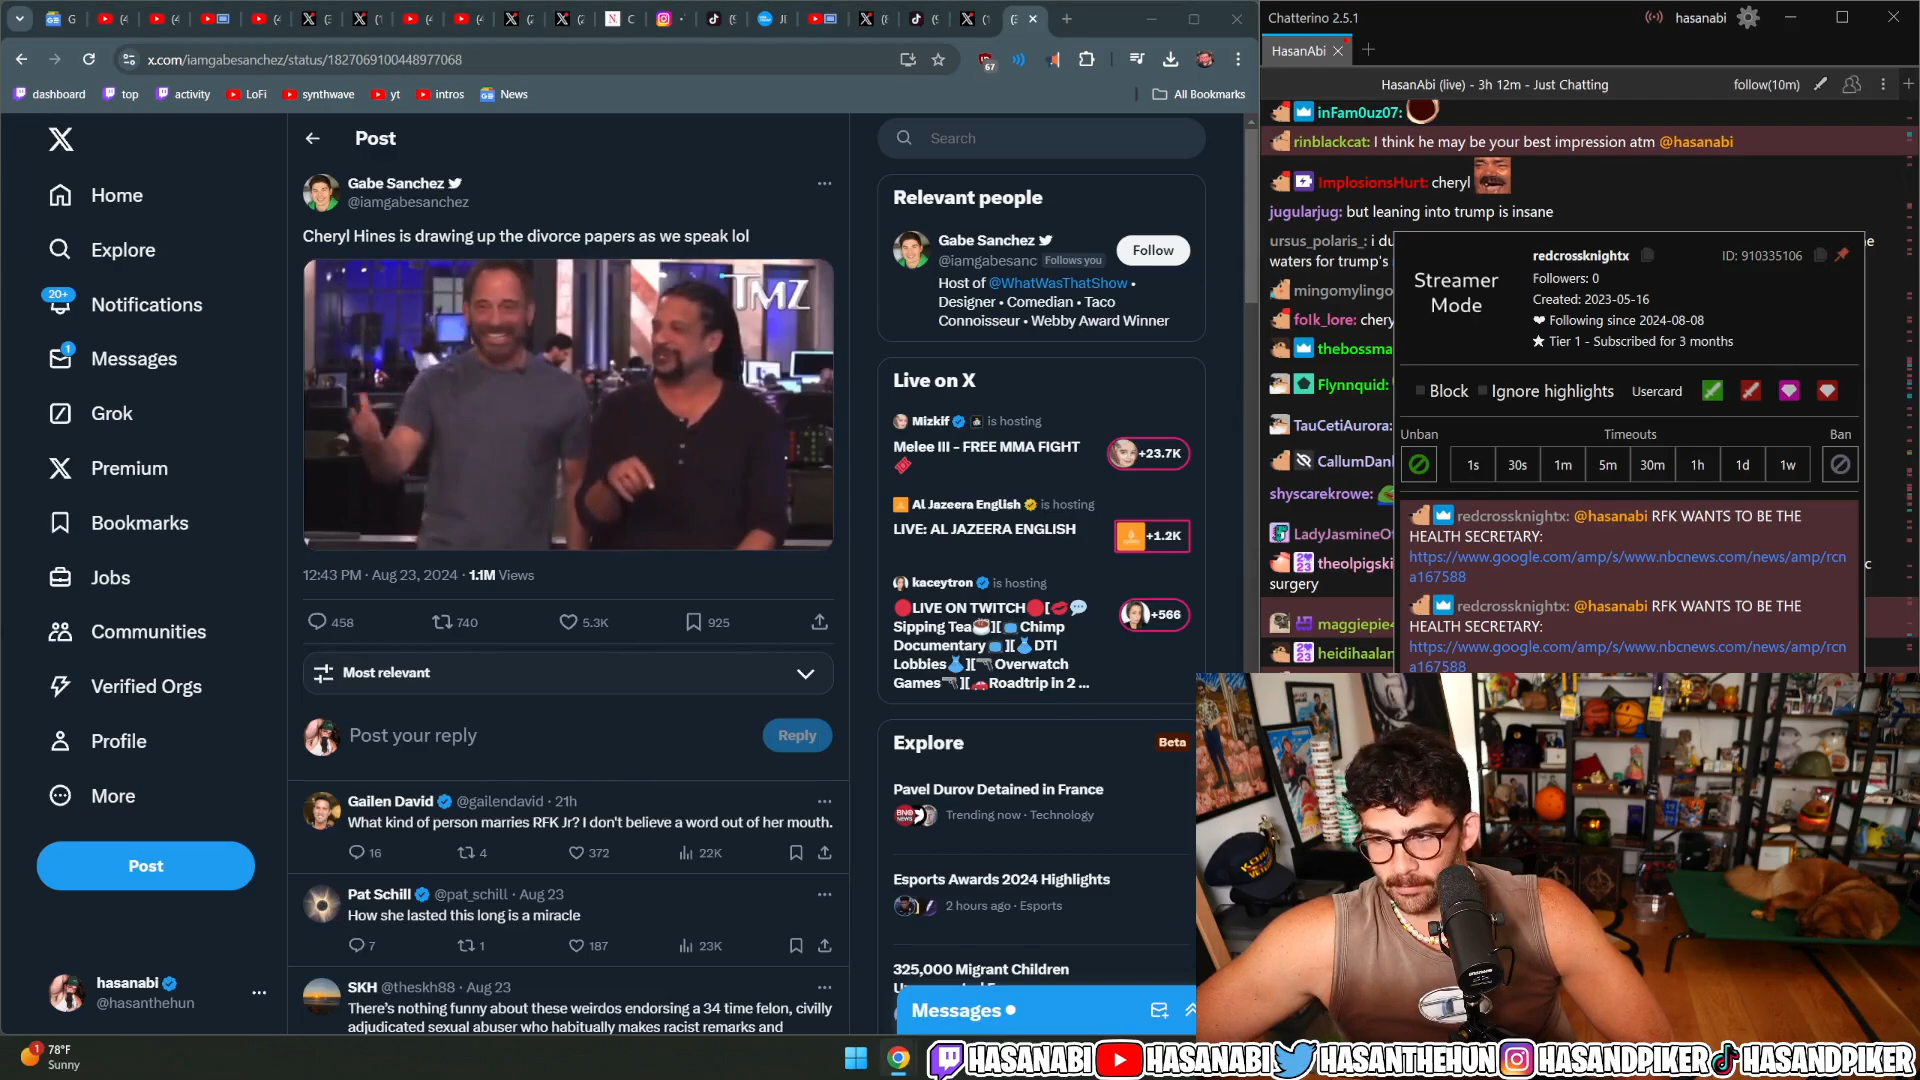 x.com/iamgabesanchez/status/1827069100448977068
67
dashboard
top
activity
LoFi
synthwave
yt
intros
News
All Bookmarks
Post
Gabe Sanchez
@iamgabesanchez
Cheryl Hines is drawing up the divorce papers as we speak lol
TMZ
12:43 PM · Aug 23, 2024 · 1.1M Views
458
740
5.3K
925
Most relevant
Post your reply
Reply
Gailen David @gailendavid · 21h
What kind of person marries RFK Jr? I don't believe a word out of her mouth.
16 4 372 22K
Pat Schill @pat_schill · Aug 23
How she lasted this long is a miracle
7 1 187 23K
SKH @theskh88 · Aug 23
There's nothing funny about these weirdos endorsing a 34 time felon, civilly
adjudicated sexual abuser who habitually makes racist remarks and
Home
Explore
20+
Notifications
1
Messages
Grok
Premium
Bookmarks
Jobs
Communities
Verified Orgs
Profile
More
Post
hasanabi
@hasanthehun
Search
Relevant people
Gabe Sanchez
@iamgabesanc Follows you
Follow
Host of @WhatWasThatShow •
Designer • Comedian • Taco
Connoisseur • Webby Award Winner
Live on X
Mizkif is hosting
Melee III - FREE MMA FIGHT
+23.7K
Al Jazeera English is hosting
LIVE: AL JAZEERA ENGLISH
+1.2K
kaceytron is hosting
LIVE ON TWITCH
Sipping Tea Chimp
Documentary DTI
Lobbies Overwatch
Games Roadtrip in 2 ...
+566
Explore
Beta
Pavel Durov Detained in France
Trending now · Technology
Esports Awards 2024 Highlights
2 hours ago · Esports
325,000 Migrant Children
Messages
Chatterino 2.5.1
hasanabi
HasanAbi
HasanAbi (live) - 3h 12m - Just Chatting
follow(10m)
inFam0uz07:
rinblackcat: I think he may be your best impression atm @hasanabi
ImplosionsHurt: cheryl
jugularjug: but leaning into trump is insane
ursus_polaris_: i du
waters for trump's
mingomylingo
folk_lore: chery
thebossma
Flynnquid:
TauCetiAurora:
CallumDanl
shyscarekrowe:
LadyJasmineOf
theolpigski
surgery
maggiepie4
heidihaalan
Streamer
Mode
redcrossknightx
ID: 910335106
Followers: 0
Created: 2023-05-16
Following since 2024-08-08
Tier 1 - Subscribed for 3 months
Block
Ignore highlights
Usercard
Unban
Timeouts
Ban
1s 30s 1m 5m 30m 1h 1d 1w
redcrossknightx: @hasanabi RFK WANTS TO BE THE
HEALTH SECRETARY:
https://www.google.com/amp/s/www.nbcnews.com/news/amp/rcn
a167588
redcrossknightx: @hasanabi RFK WANTS TO BE THE
HEALTH SECRETARY:
https://www.google.com/amp/s/www.nbcnews.com/news/amp/rcn
a167588
1
78°F
Sunny
HASANABI
HASANABI
HASANTHEHUN
HASANDPIKER
HASANDPIKER